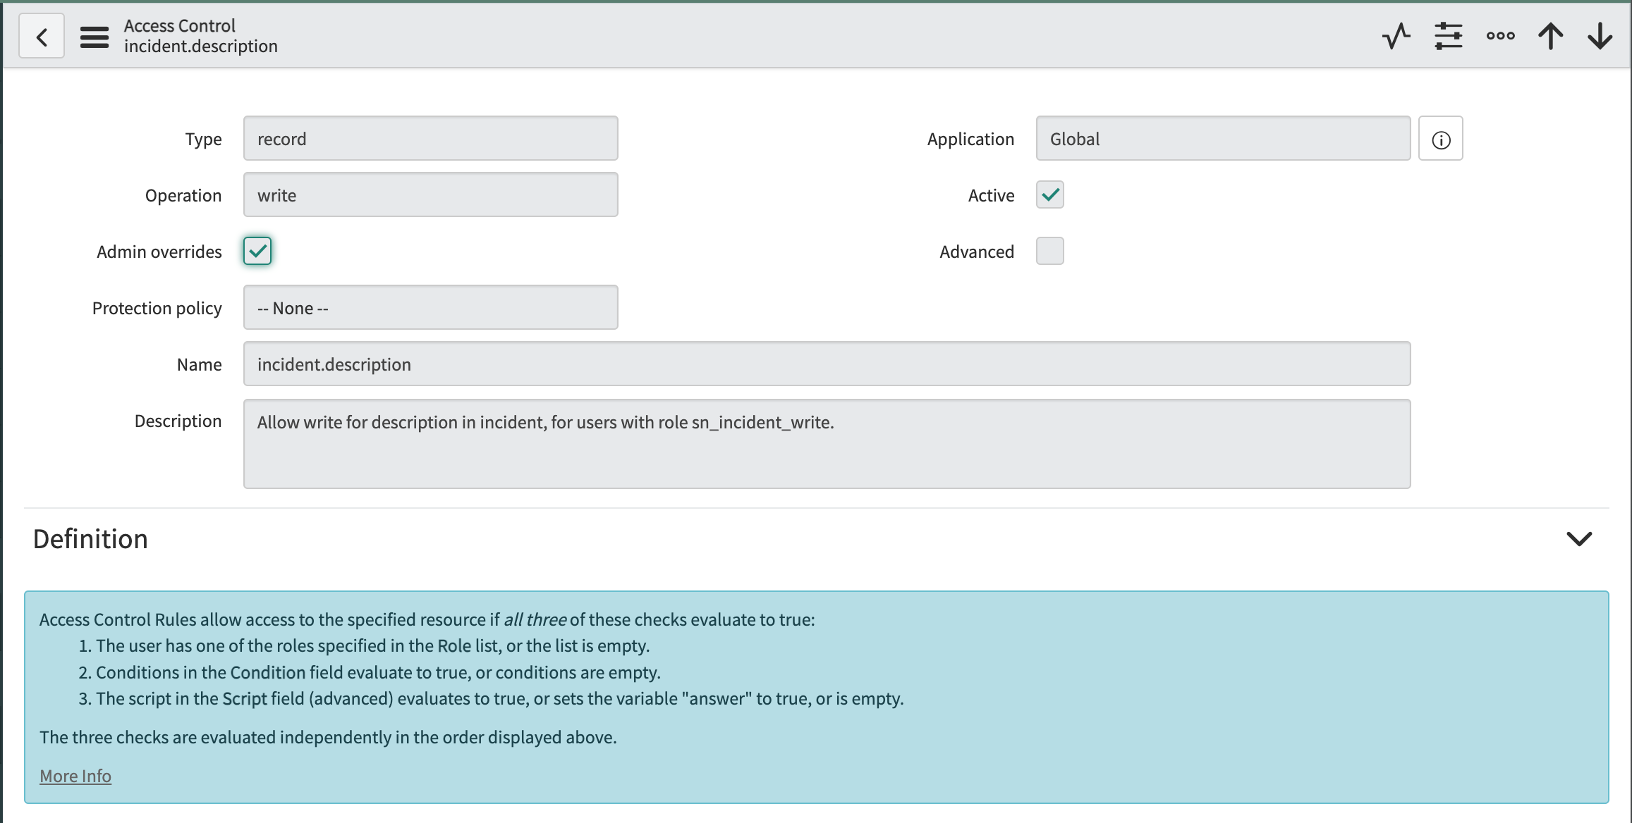 Access Control
incident.description
Type
record
Application
Global
Operation
write
Active
Admin overrides
Advanced
Protection policy
-- None --
Name
incident.description
Description
Allow write for description in incident, for users with role sn_incident_write.
Definition
Access Control Rules allow access to the specified resource if all three of these checks evaluate to true:
1. The user has one of the roles specified in the Role list, or the list is empty.
2. Conditions in the Condition field evaluate to true, or conditions are empty.
3. The script in the Script field (advanced) evaluates to true, or sets the variable "answer" to true, or is empty.
The three checks are evaluated independently in the order displayed above.
More Info